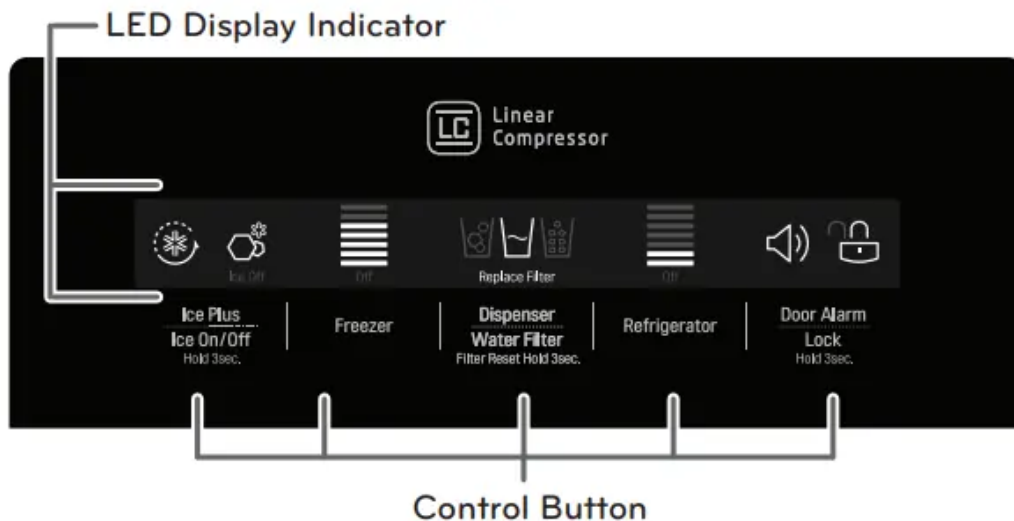 LED Display Indicator
LC Linear
Compressor
Ice Off
Off
Replace Filter
Off
Ice Plus
Ice On/Off
Hold 3sec.
Freezer
Dispenser
Water Filter
Filter Reset Hold 3sec.
Refrigerator
Door Alarm
Lock
Hold 3sec.
Control Button